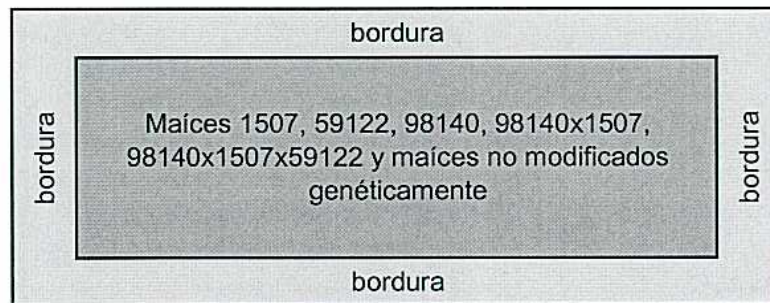 bordura
bordura
Maíces 1507, 59122, 98140, 98140x1507,
98140x1507x59122 y maíces no modificados
genéticamente
bordura
bordura